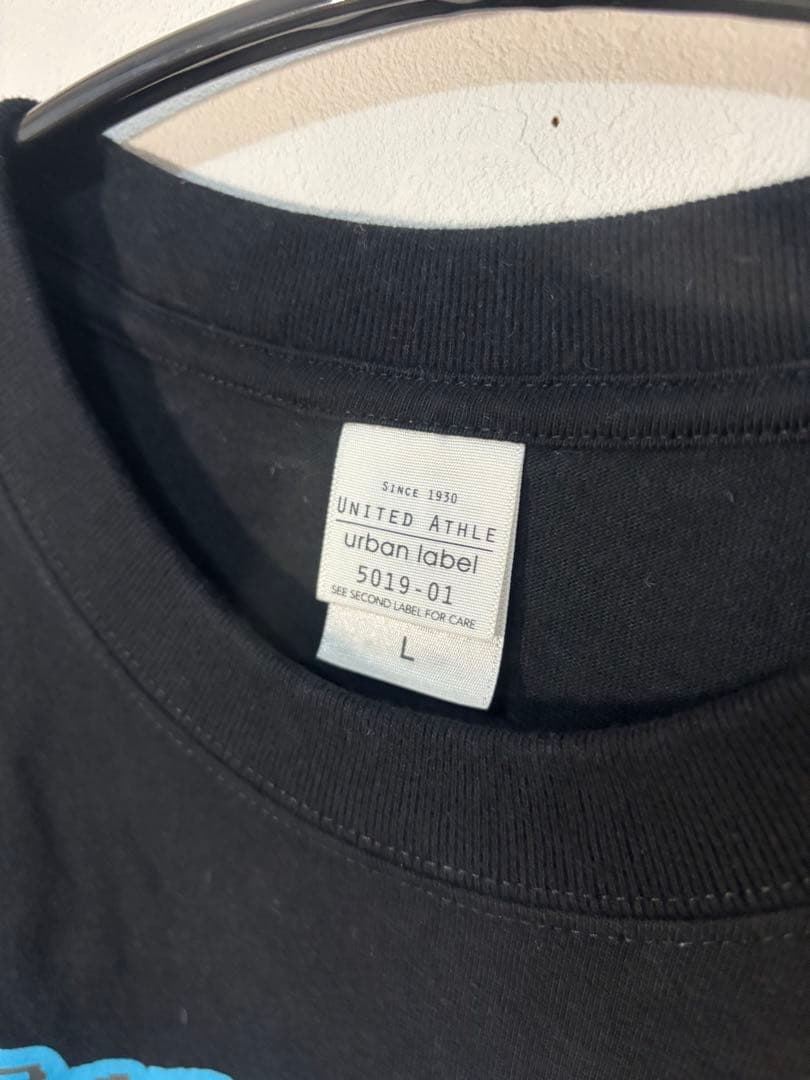 SINCE 1930
UNITED ATHLE
urban label
5019-01
SEE SECOND LABEL FOR CARE
L